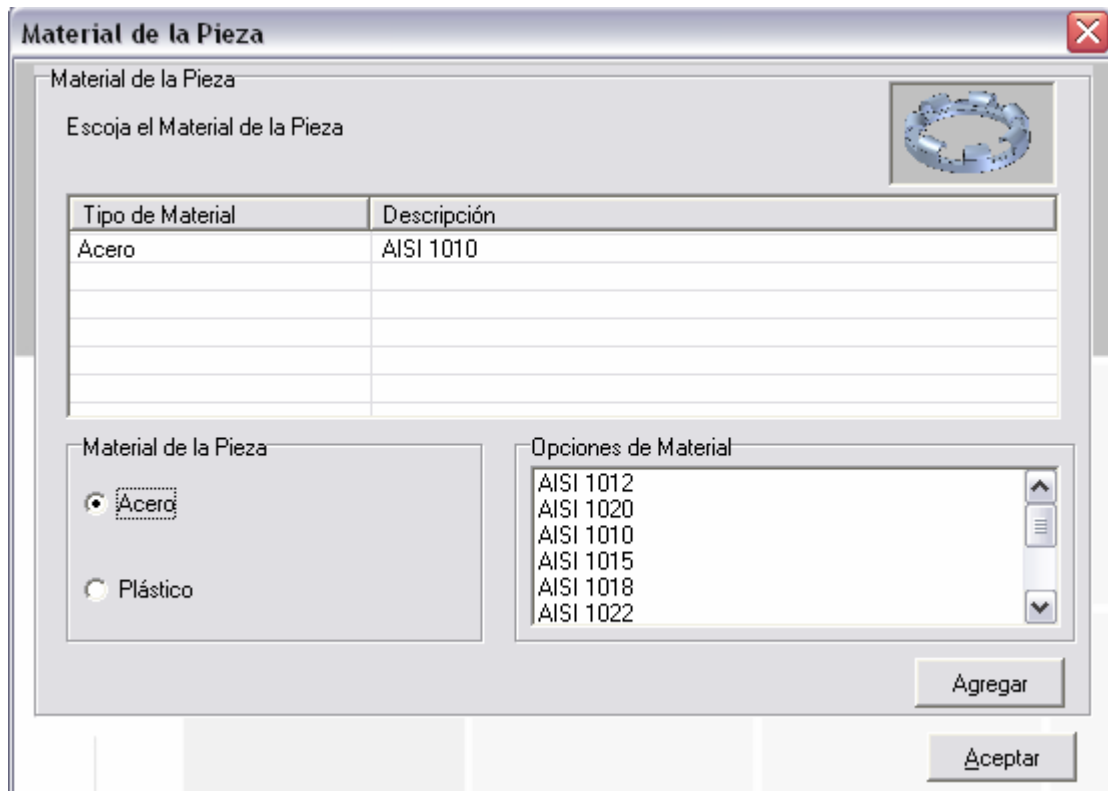 Material de la Pieza
Material de la Pieza
Escoja el Material de la Pieza
Tipo de Material Descripción
Acero AISI 1010
Material de la Pieza
Acero
Plástico
Opciones de Material
AISI 1012
AISI 1020
AISI 1010
AISI 1015
AISI 1018
AISI 1022
Agregar
Aceptar